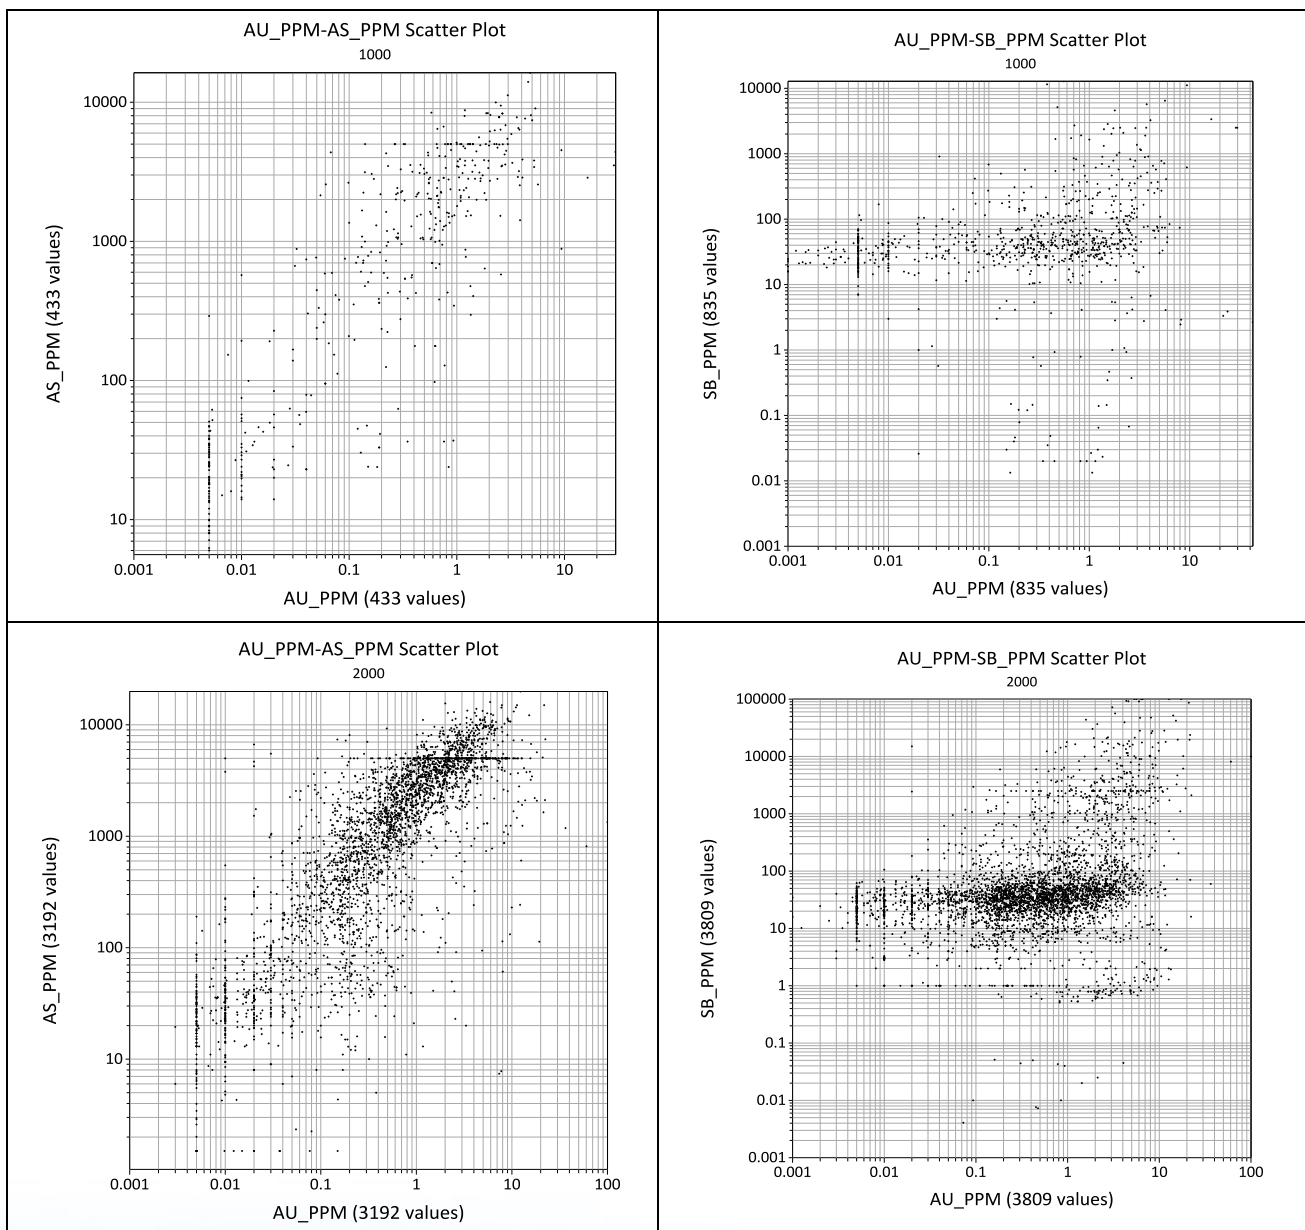 AU_PPM-AS_PPM Scatter Plot
1000
10000
1000
100
10
AS_PPM (433 values)
0.001 0.01 0.1 1 10
AU_PPM (433 values)
AU_PPM-SB_PPM Scatter Plot
1000
10000
1000
100
10
1
0.1
0.01
0.001
SB_PPM (835 values)
0.001 0.01 0.1 1 10
AU_PPM (835 values)
AU_PPM-AS_PPM Scatter Plot
2000
10000
1000
100
10
AS_PPM (3192 values)
0.001 0.01 0.1 1 10 100
AU_PPM (3192 values)
AU_PPM-SB_PPM Scatter Plot
2000
100000
10000
1000
100
10
1
0.1
0.01
0.001
SB_PPM (3809 values)
0.001 0.01 0.1 1 10 100
AU_PPM (3809 values)